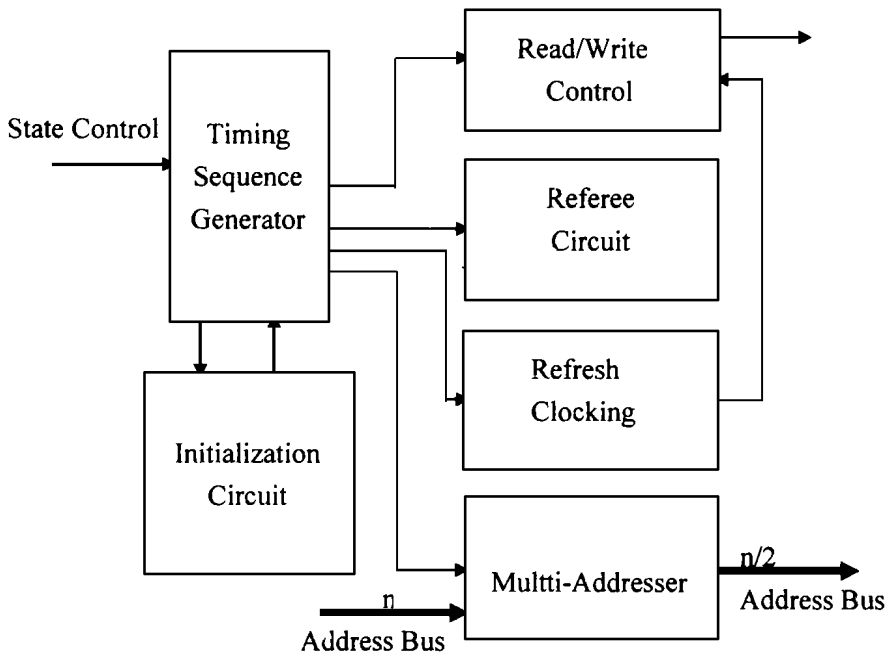 State Control
Timing
Sequence
Generator
Read/Write
Control
Referee
Circuit
Refresh
Clocking
Initialization
Circuit
Multti-Addresser
n
Address Bus
n/2
Address Bus